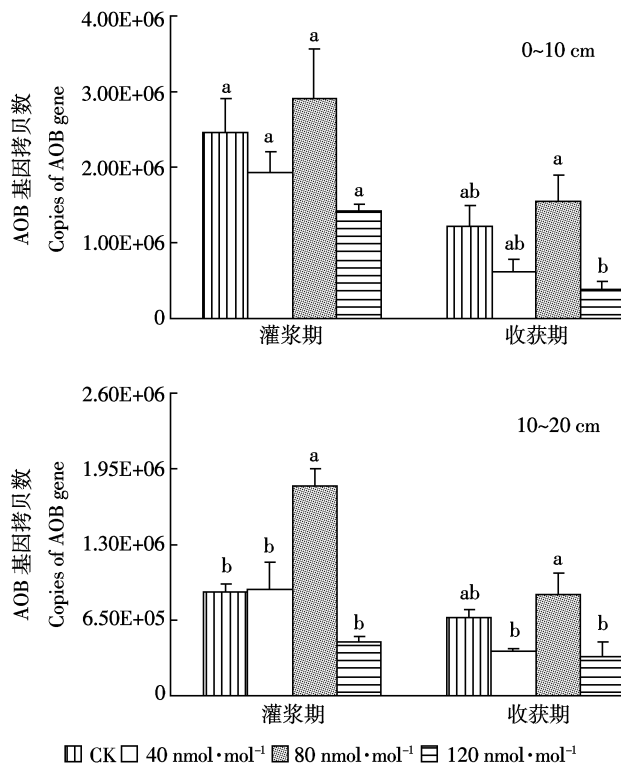 4.00E+06
0~10 cm
a
a
3.00E+06
a
a
AOB 基因拷贝数
Copies of AOB gene
2.00E+06
a
a
ab
ab
1.00E+06
b
0
灌浆期
收获期
2.60E+06
10~20 cm
a
1.95E+06
AOB 基因拷贝数
Copies of AOB gene
1.30E+06
b
b
a
ab
6.50E+05
b
b
b
0
灌浆期
收获期
CK 40 nmol·mol⁻¹ 80 nmol·mol⁻¹ 120 nmol·mol⁻¹